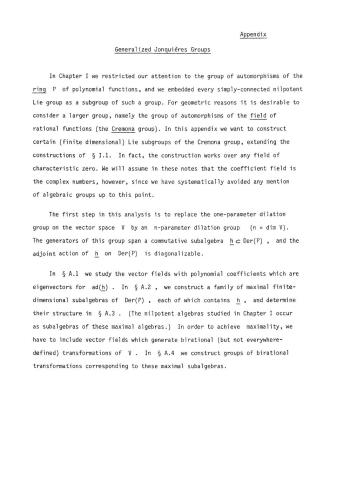 Appendix
Generalized Jonquiéres Groups
In Chapter I we restricted our attention to the group of automorphisms of the
ring P of polynomial functions, and we embedded every simply-connected nilpotent
Lie group as a subgroup of such a group. For geometric reasons it is desirable to
consider a larger group, namely the group of automorphisms of the field of
rational functions (the Cremona group). In this appendix we want to construct
certain (finite dimensional) Lie subgroups of the Cremona group, extending the
constructions of § I.1. In fact, the construction works over any field of
characteristic zero. We will assume in these notes that the coefficient field is
the complex numbers, however, since we have systematically avoided any mention
of algebraic groups up to this point.
The first step in this analysis is to replace the one-parameter dilation
group on the vector space V by an n-parameter dilation group (n = dim V).
The generators of this group span a commutative subalgebra h ⊂ Der(P) , and the
adjoint action of h on Der(P) is diagonalizable.
In § A.1 we study the vector fields with polynomial coefficients which are
eigenvectors for ad(h) . In § A.2 , we construct a family of maximal finite-
dimensional subalgebras of Der(P) , each of which contains h , and determine
their structure in § A.3 . (The nilpotent algebras studied in Chapter I occur
as subalgebras of these maximal algebras.) In order to achieve maximality, we
have to include vector fields which generate birational (but not everywhere-
defined) transformations of V . In § A.4 we construct groups of birational
transformations corresponding to these maximal subalgebras.